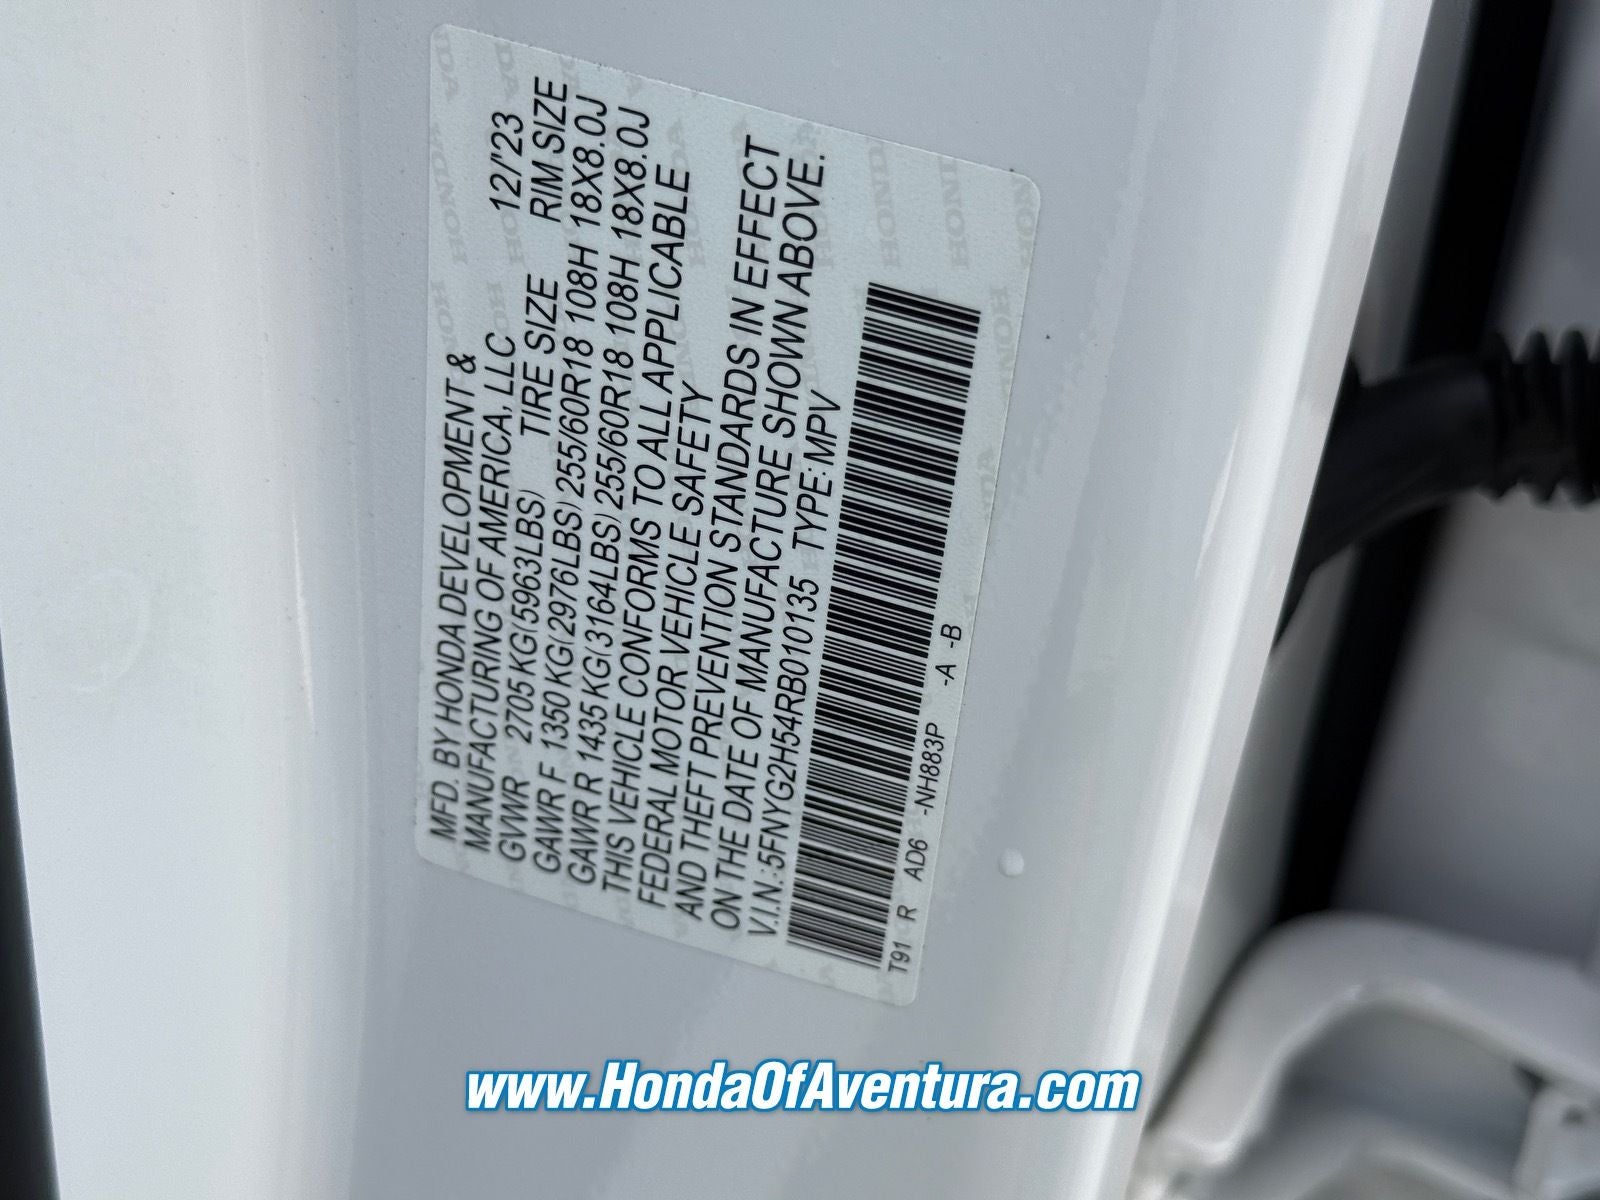 MFD. BY HONDA DEVELOPMENT &
MANUFACTURING OF AMERICA, LLC 12/'23
GVWR 2705 KG(5963LBS) TIRE SIZE RIM SIZE
GAWR F 1350 KG(2976LBS) 255/60R18 108H 18X8.0J
GAWR R 1435 KG(3164LBS) 255/60R18 108H 18X8.0J
THIS VEHICLE CONFORMS TO ALL APPLICABLE
FEDERAL MOTOR VEHICLE SAFETY
AND THEFT PREVENTION STANDARDS IN EFFECT
ON THE DATE OF MANUFACTURE SHOWN ABOVE.
V.I.N.:5FNYG2H54RB010135 TYPE:MPV
T91 R AD6 -NH883P -A -B
www.HondaOfAventura.com